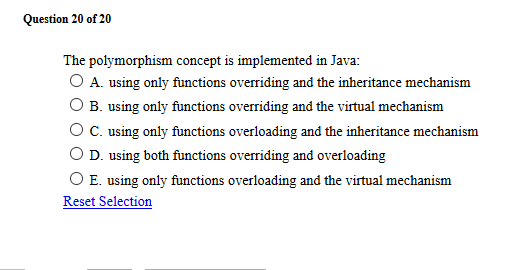 Question 20 of 20
The polymorphism concept is implemented in Java:
A. using only functions overriding and the inheritance mechanism
B. using only functions overriding and the virtual mechanism
C. using only functions overloading and the inheritance mechanism
D. using both functions overriding and overloading
E. using only functions overloading and the virtual mechanism
Reset Selection